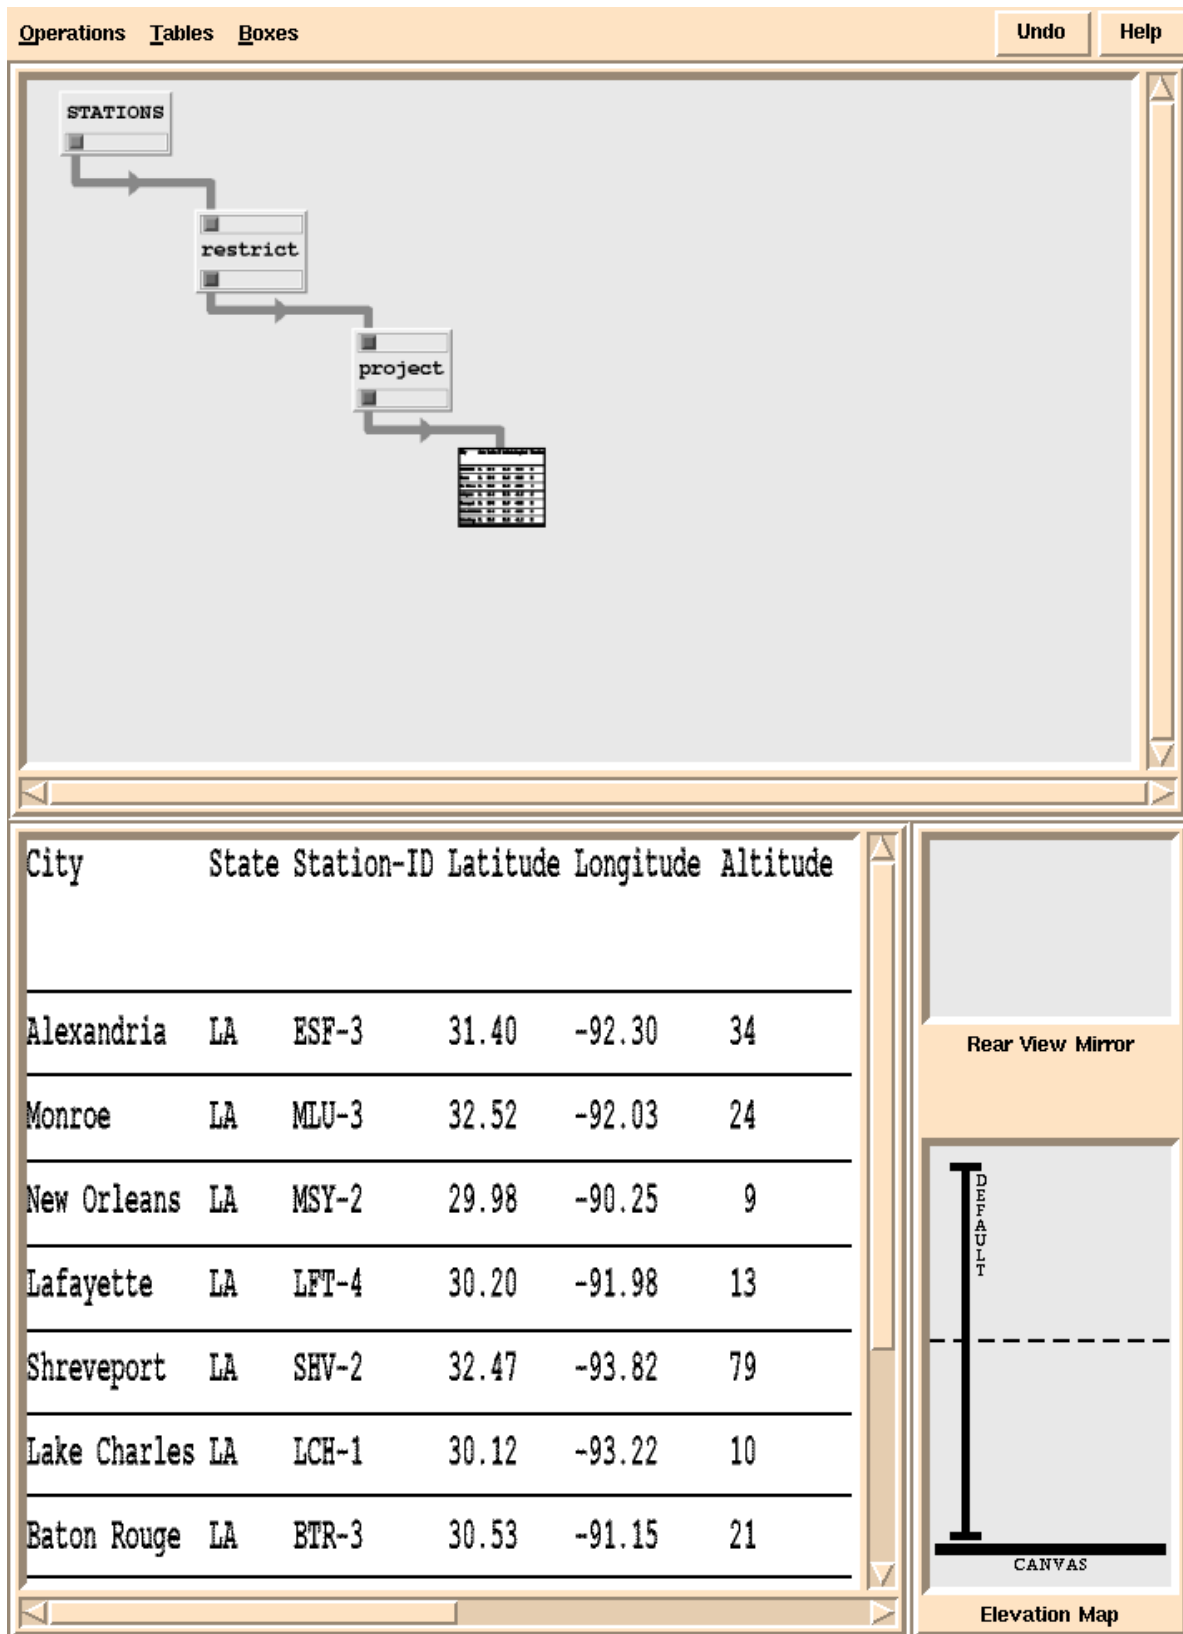 Operations Tables Boxes Undo Help
STATIONS
restrict
project
City State Station-ID Latitude Longitude Altitude
Alexandria LA ESF-3 31.40 -92.30 34
Monroe LA MLU-3 32.52 -92.03 24
New Orleans LA MSY-2 29.98 -90.25 9
Lafayette LA LFT-4 30.20 -91.98 13
Shreveport LA SHV-2 32.47 -93.82 79
Lake Charles LA LCH-1 30.12 -93.22 10
Baton Rouge LA BTR-3 30.53 -91.15 21
Rear View Mirror
DEFAULT
CANVAS
Elevation Map